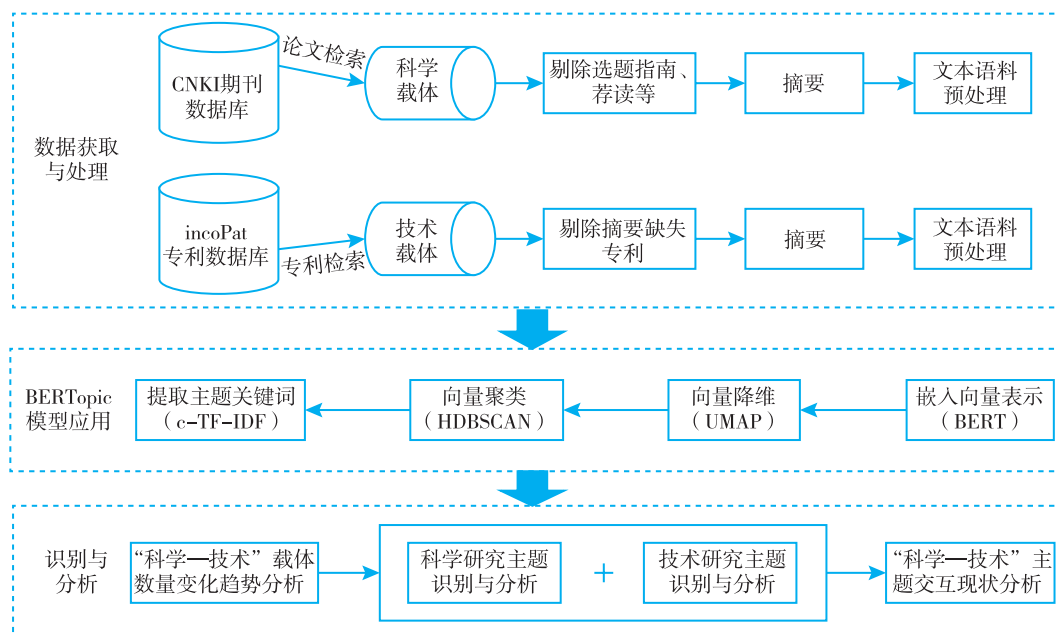 数据获取
与处理
CNKI期刊
数据库
论文检索
科学
载体
剔除选题指南、
荐读等
摘要
文本语料
预处理
incoPat
专利数据库
专利检索
技术
载体
剔除摘要缺失
专利
摘要
文本语料
预处理
BERTopic
模型应用
提取主题关键词
（c-TF-IDF）
向量聚类
（HDBSCAN）
向量降维
（UMAP）
嵌入向量表示
（BERT）
识别与
分析
“科学—技术”载体
数量变化趋势分析
科学研究主题
识别与分析
+
技术研究主题
识别与分析
“科学—技术”主
题交互现状分析